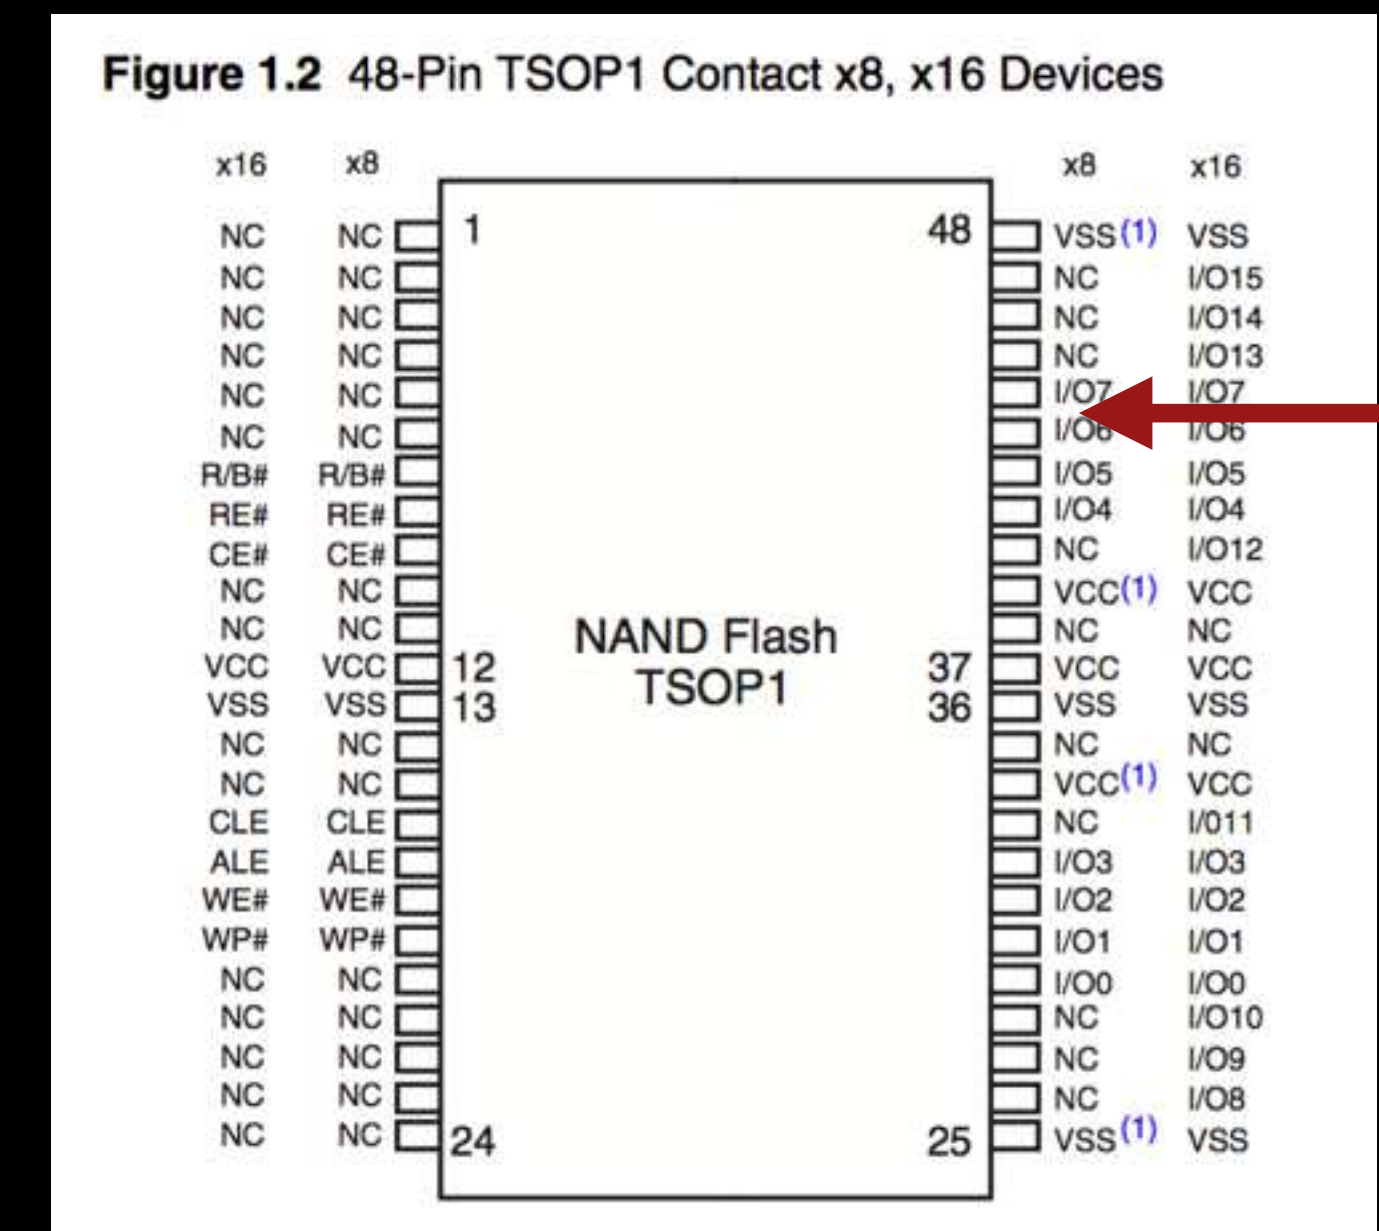 Figure 1.2 48-Pin TSOP1 Contact x8, x16 Devices
x16 x8 x8 x16
NC NC 1 48 VSS(1) VSS
NC NC NC I/O15
NC NC NC I/O14
NC NC NC I/O13
NC NC I/O7 I/O7
NC NC I/O6 I/O6
R/B# R/B# I/O5 I/O5
RE# RE# I/O4 I/O4
CE# CE# NC I/O12
NC NC VCC(1) VCC
NC NC NAND Flash NC NC
VCC VCC 12 TSOP1 37 VCC VCC
VSS VSS 13 36 VSS VSS
NC NC NC NC
NC NC VCC(1) VCC
CLE CLE NC I/011
ALE ALE I/O3 I/O3
WE# WE# I/O2 I/O2
WP# WP# I/O1 I/O1
NC NC I/O0 I/O0
NC NC NC I/O10
NC NC NC I/O9
NC NC NC I/O8
NC NC 24 25 VSS(1) VSS